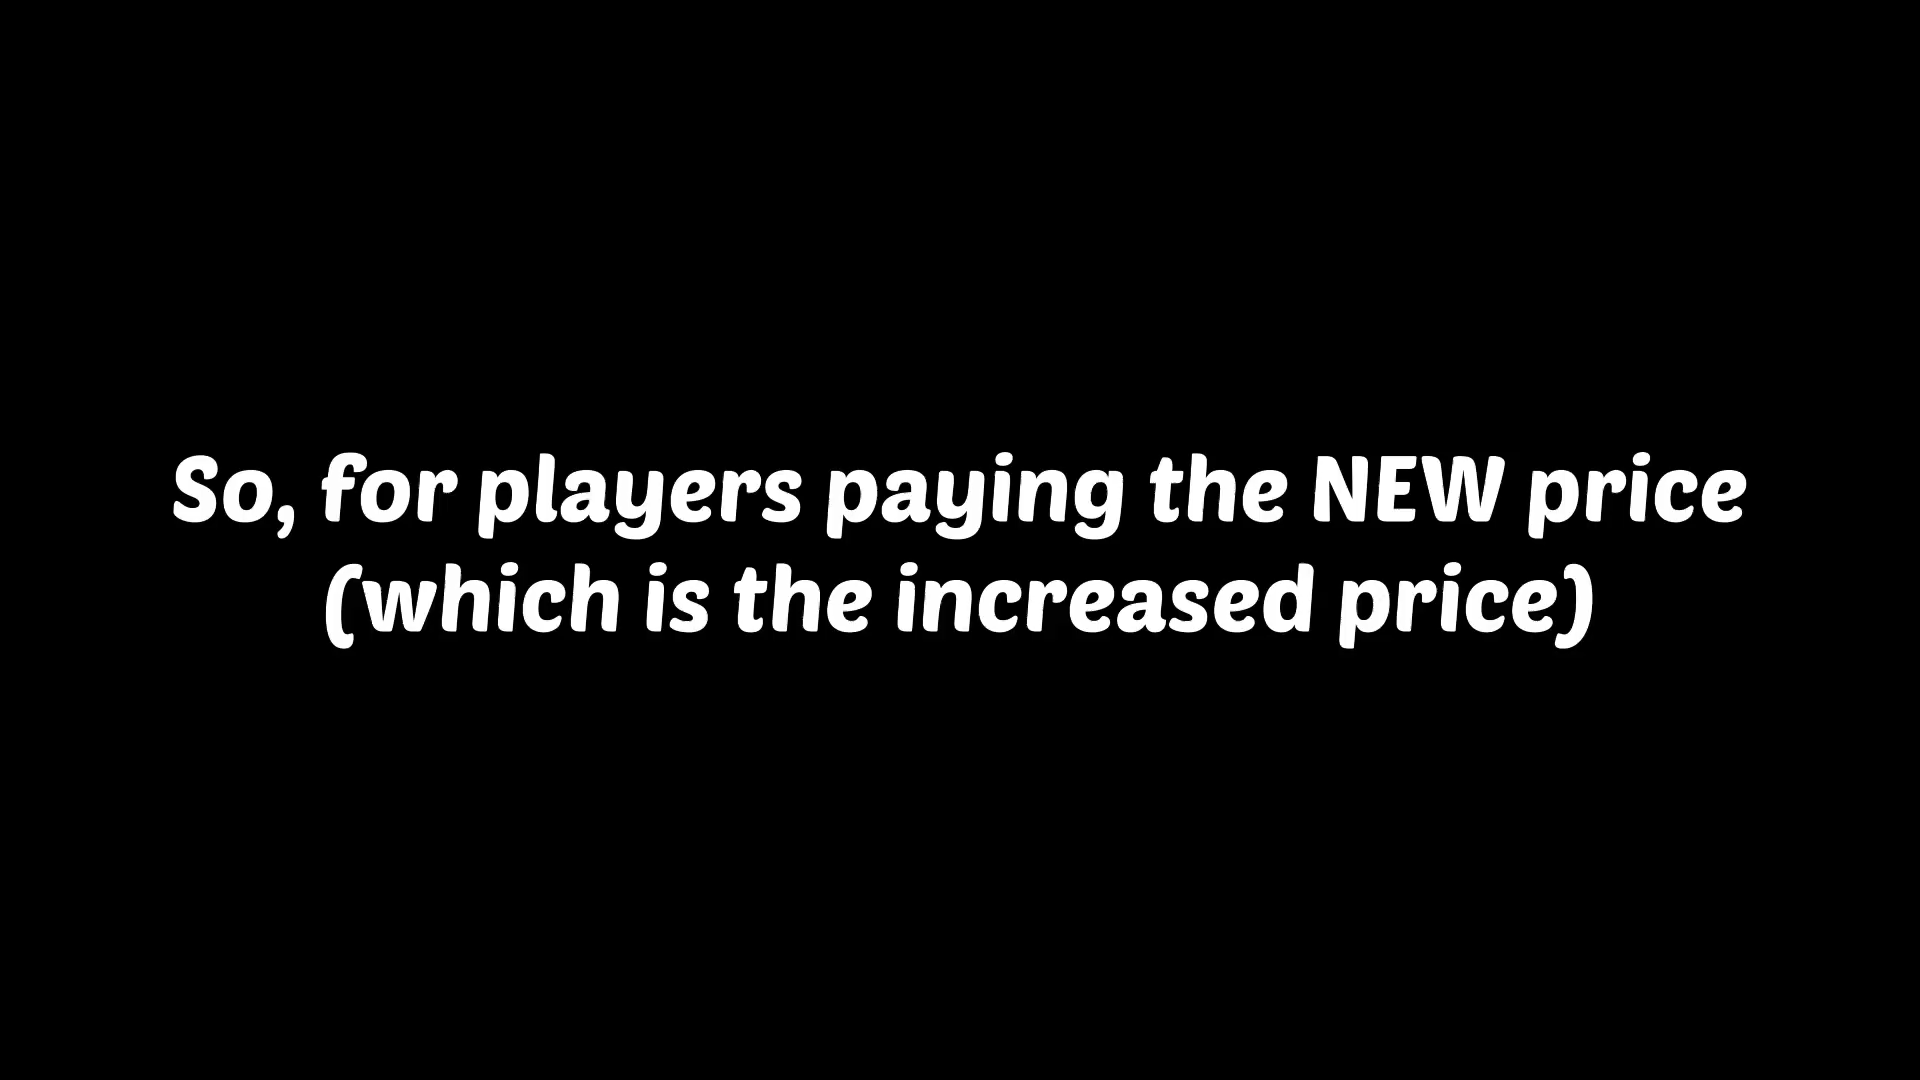 So, for players paying the NEW price
(which is the increased price)